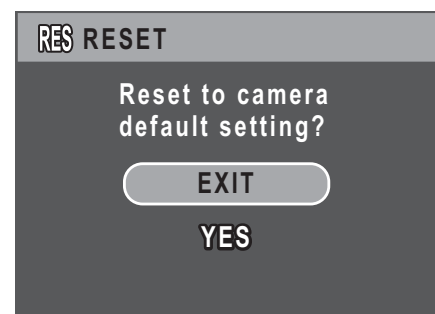 RES RESET
Reset to camera
default setting?
EXIT
YES